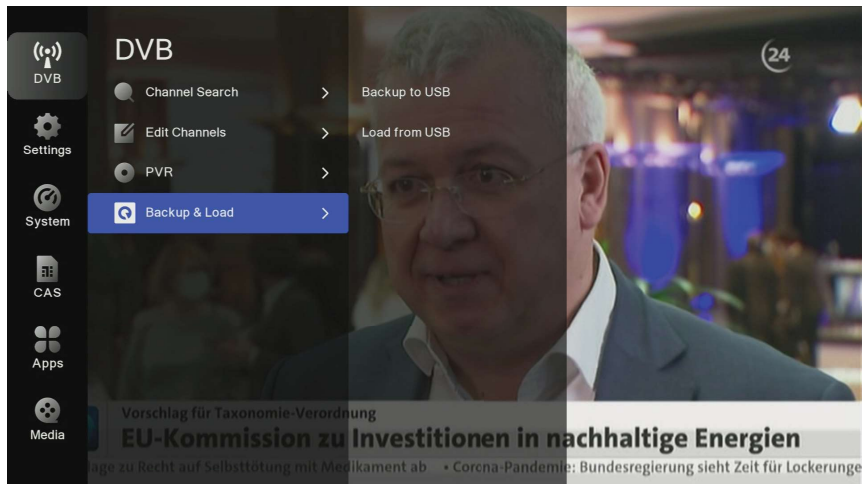 DVB
DVB
24
Channel Search
Backup to USB
Edit Channels
Load from USB
Settings
PVR
Backup & Load
System
CAS
Apps
Media
Vorschlag für Taxonomie-Verordnung
EU-Kommission zu Investitionen in nachhaltige Energien
lage zu Recht auf Selbsttötung mit Medikament ab • Corona-Pandemie: Bundesregierung sieht Zeit für Lockerunge